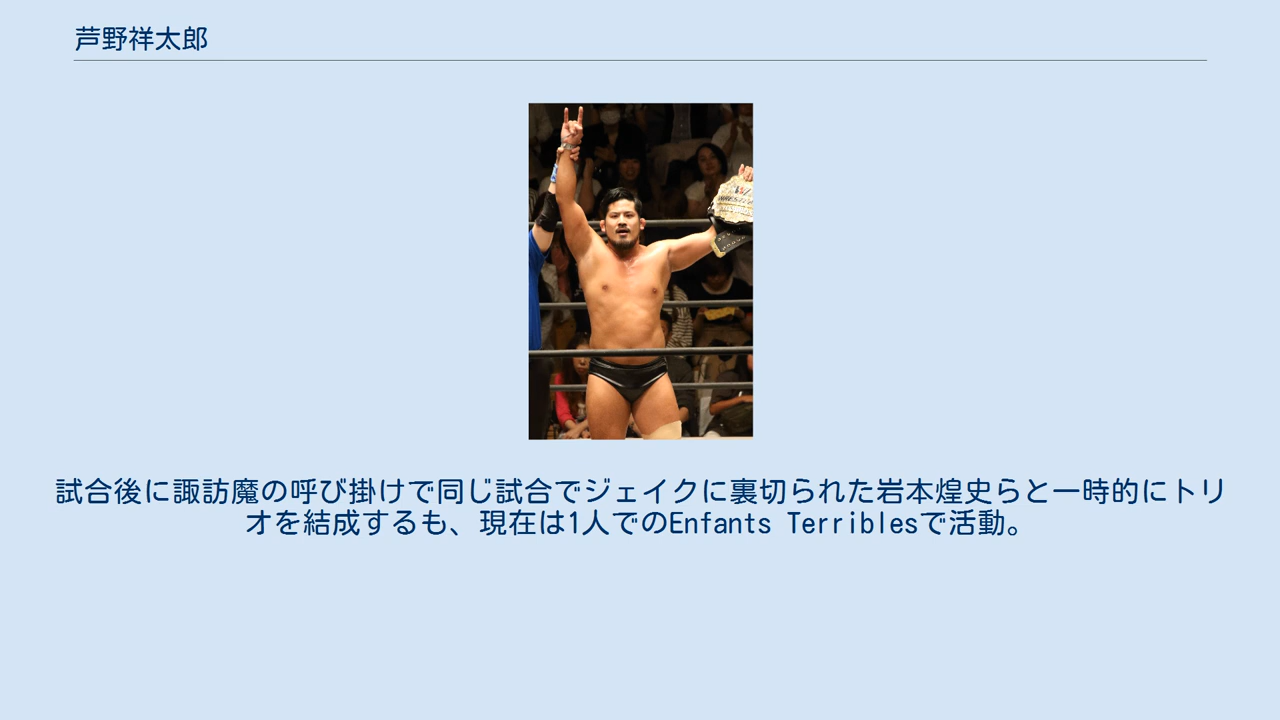 芦野祥太郎
試合後に諏訪魔の呼び掛けで同じ試合でジェイクに裏切られた岩本煌史らと一時的にトリ
オを結成するも、現在は1人でのEnfants Terriblesで活動。